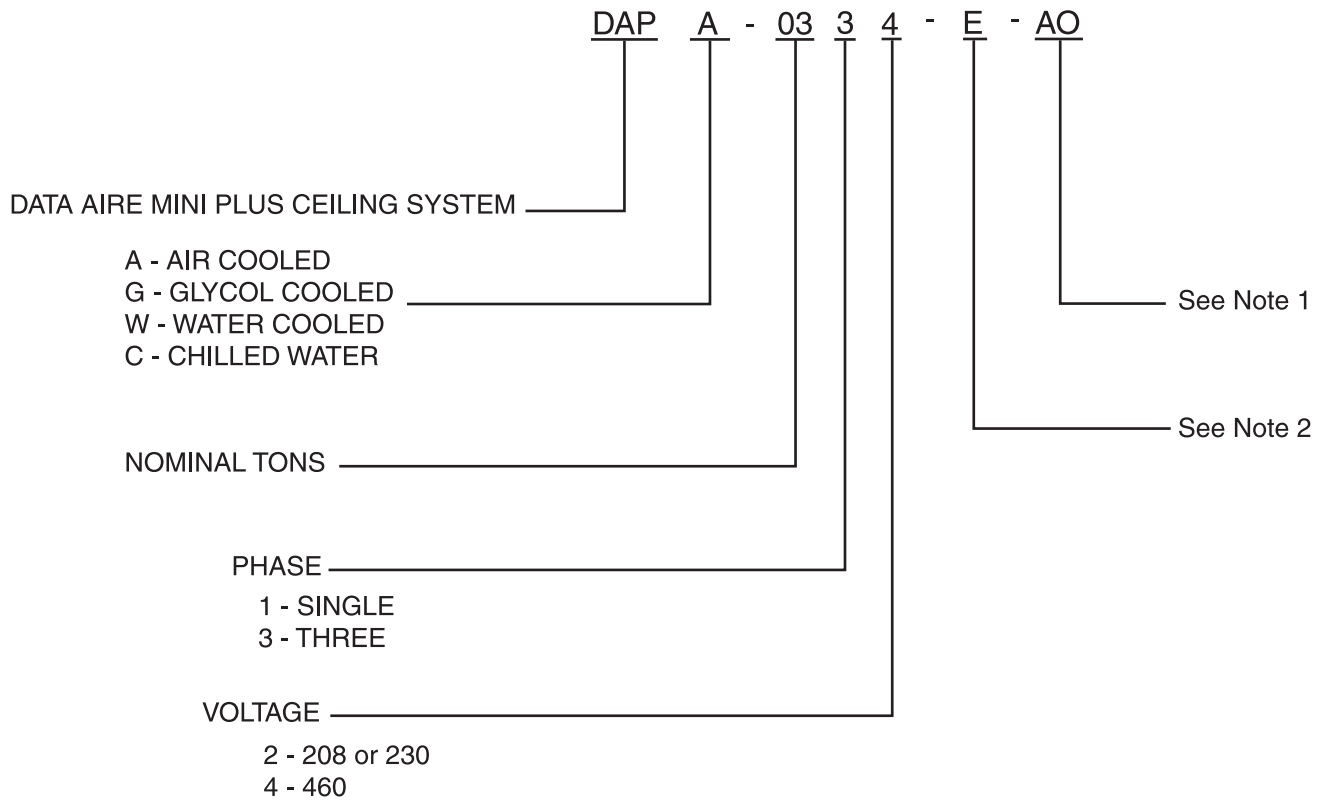 DAP A - 03 3 4 - E - AO
DATA AIRE MINI PLUS CEILING SYSTEM
A - AIR COOLED
G - GLYCOL COOLED
W - WATER COOLED
C - CHILLED WATER
See Note 1
See Note 2
NOMINAL TONS
PHASE
1 - SINGLE
3 - THREE
VOLTAGE
2 - 208 or 230
4 - 460